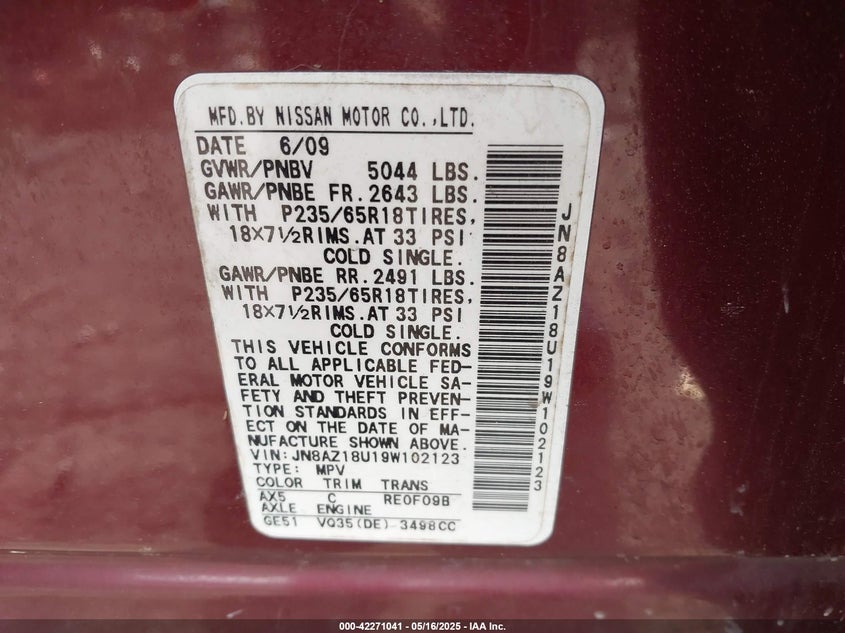 MFD.BY NISSAN MOTOR CO.,LTD.
DATE 6/09
GVWR/PNBV 5044 LBS.
GAWR/PNBE FR.2643 LBS.
WITH P235/65R18TIRES,
18X7½RIMS.AT 33 PSI
COLD SINGLE.
GAWR/PNBE RR.2491 LBS.
WITH P235/65R18TIRES,
18X7½RIMS.AT 33 PSI
COLD SINGLE.
THIS VEHICLE CONFORMS
TO ALL APPLICABLE FED-
ERAL MOTOR VEHICLE SA-
FETY AND THEFT PREVEN-
TION STANDARDS IN EFF-
ECT ON THE DATE OF MA-
NUFACTURE SHOWN ABOVE.
VIN: JN8AZ18U19W102123
TYPE: MPV
COLOR TRIM TRANS
AX5 C RE0F09B
AXLE ENGINE
GE51 VQ35(DE)-3498CC
JN8AZ18U19W102123
000-42271041 - 05/16/2025 - IAA Inc.